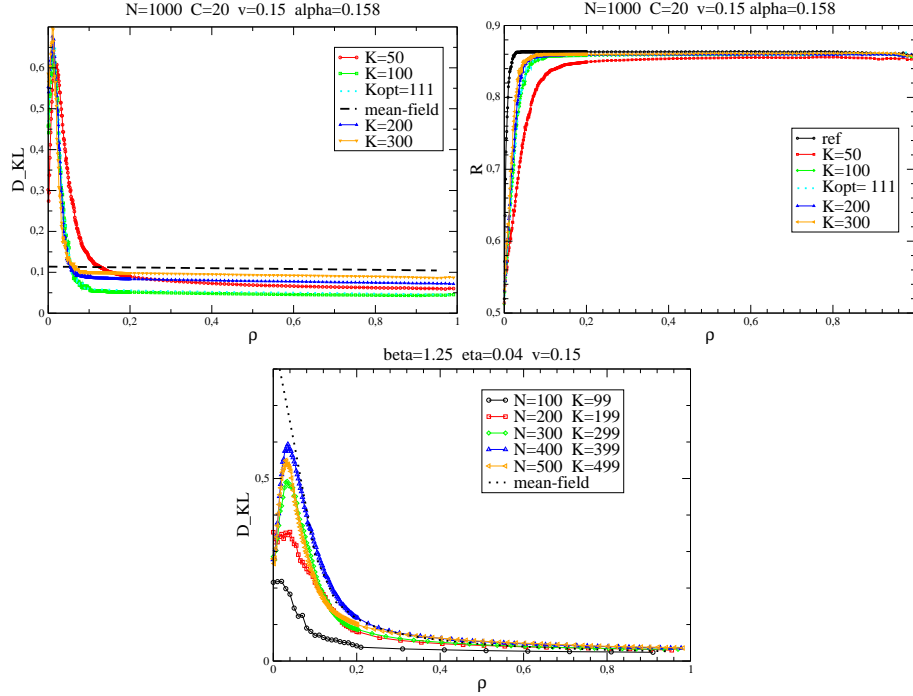 N=1000 C=20 v=0.15 alpha=0.158
D_KL
0,6
0,5
0,4
0,3
0,2
0,1
0
0
0,2
0,4
0,6
0,8
1
ρ
K=50
K=100
Kopt=111
mean-field
K=200
K=300
N=1000 C=20 v=0.15 alpha=0.158
R
0,9
0,8
0,7
0,6
0,5
0
0,2
0,4
0,6
0,8
ρ
ref
K=50
K=100
Kopt= 111
K=200
K=300
beta=1.25 eta=0.04 v=0.15
D_KL
0,5
0
0
0,2
0,4
0,6
0,8
1
ρ
N=100 K=99
N=200 K=199
N=300 K=299
N=400 K=399
N=500 K=499
mean-field